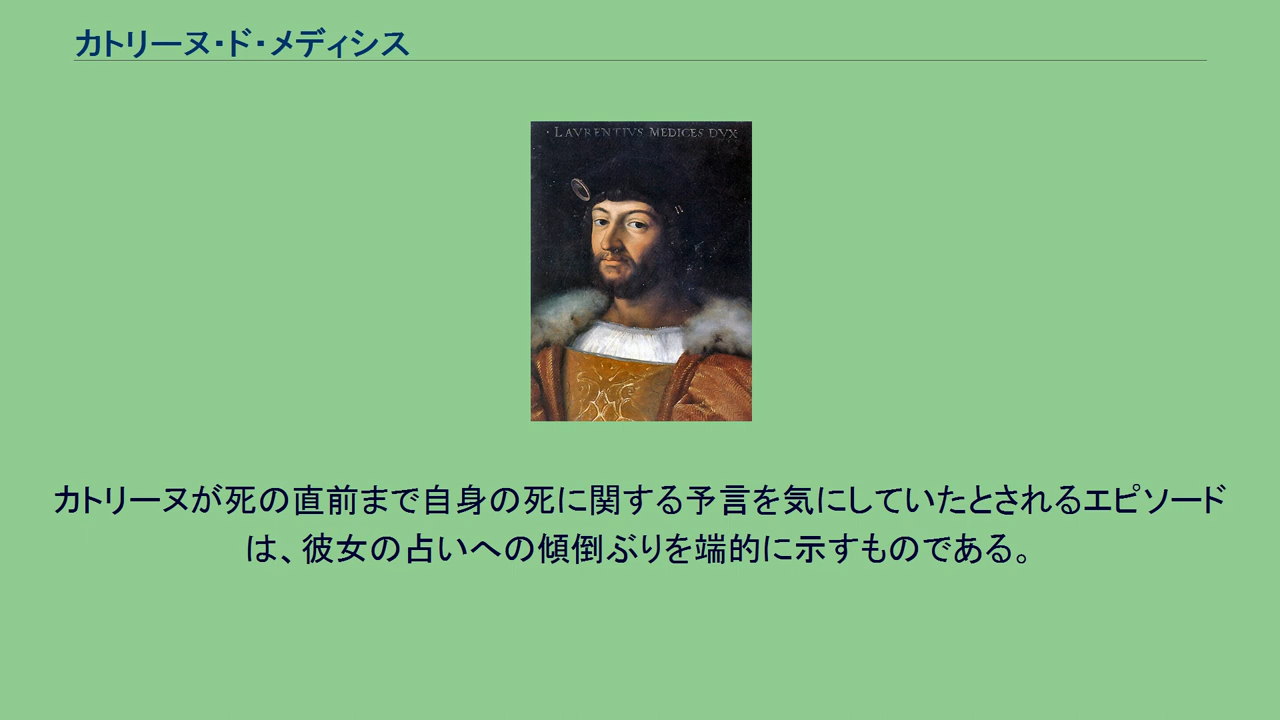 カトリーヌ・ド・メディシス
· LAVRENTIVS MEDICES DVX
カトリーヌが死の直前まで自身の死に関する予言を気にしていたとされるエピソード
は、彼女の占いへの傾倒ぶりを端的に示すものである。